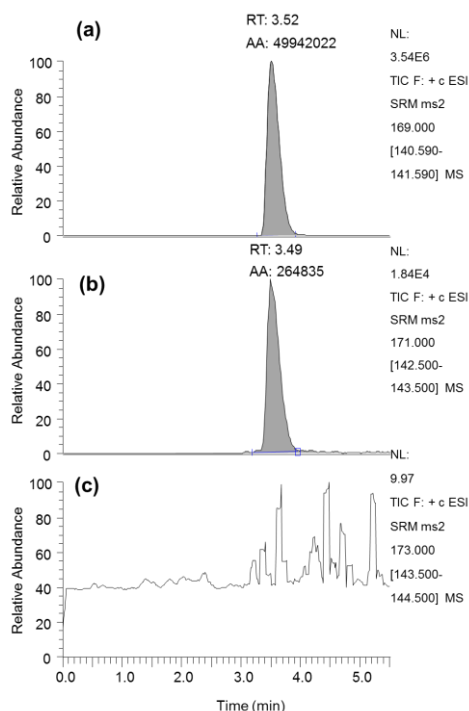 (a)
RT: 3.52
AA: 49942022
NL:
3.54E6
TIC F: + c ESI
SRM ms2
169.000
[140.590-
141.590] MS
Relative Abundance
100
80
60
40
20
0
(b)
RT: 3.49
AA: 264835
NL:
1.84E4
TIC F: + c ESI
SRM ms2
171.000
[142.500-
143.500] MS
Relative Abundance
100
80
60
40
20
0
(c)
NL:
9.97
TIC F: + c ESI
SRM ms2
173.000
[143.500-
144.500] MS
Relative Abundance
100
80
60
40
20
0
0.0 1.0 2.0 3.0 4.0 5.0
Time (min)